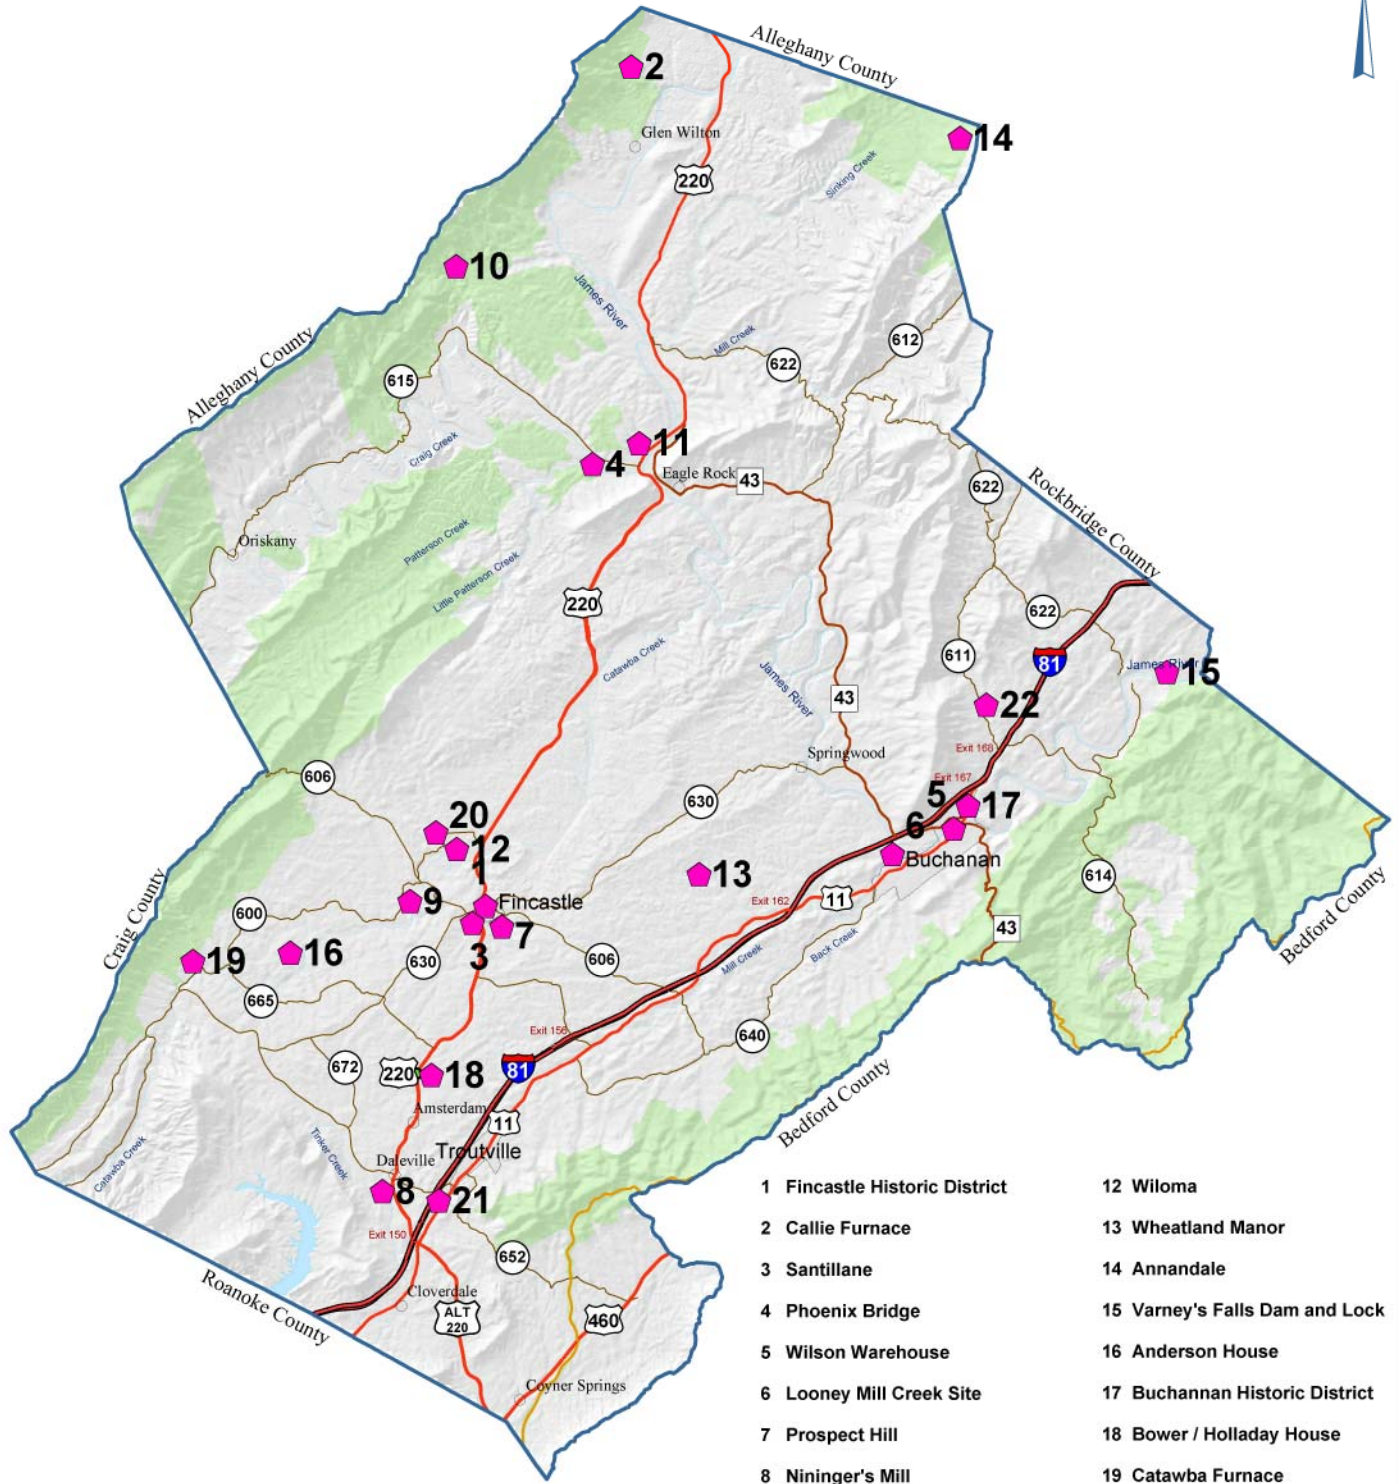 Alleghany County
2
Glen Wilton
14
Sinking Creek
220
10
James River
Alleghany County
Mill Creek
612
622
615
11
4
Craig Creek
Eagle Rock
43
622
Rockbridge County
Patterson Creek
Oriskany
Little Patterson Creek
220
622
Catawba Creek
611
81
James River
15
James River
43
22
Springwood
Exit 168
606
Exit 167
630
5
17
20
12
6
1
Buchanan
13
614
Craig County
9
Fincastle
Exit 162
11
600
7
43
Bedford County
16
3
19
630
606
Mill Creek
Back Creek
665
Exit 156
640
672
220
18
81
Bedford County
Amsterdam
11
Tinker Creek
Catawba Creek
Daleville
Troutville
8
21
Exit 150
652
Roanoke County
Cloverdale
ALT
220
460
Coyner Springs
1 Fincastle Historic District
2 Callie Furnace
3 Santillane
4 Phoenix Bridge
5 Wilson Warehouse
6 Looney Mill Creek Site
7 Prospect Hill
8 Nininger's Mill
12 Wiloma
13 Wheatland Manor
14 Annandale
15 Varney's Falls Dam and Lock
16 Anderson House
17 Buchannan Historic District
18 Bower / Holladay House
19 Catawba Furnace